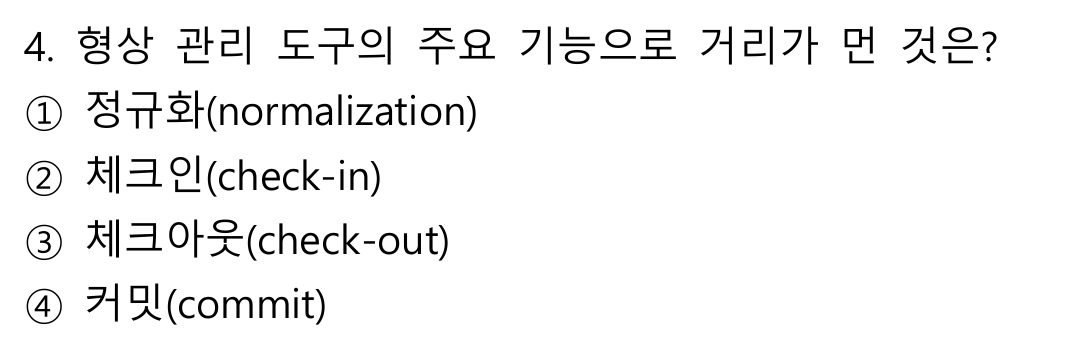 4. 형상 관리 도구의 주요 기능으로 거리가 먼 것은?
① 정규화(normalization)
② 체크인(check-in)
③ 체크아웃(check-out)
④ 커밋(commit)